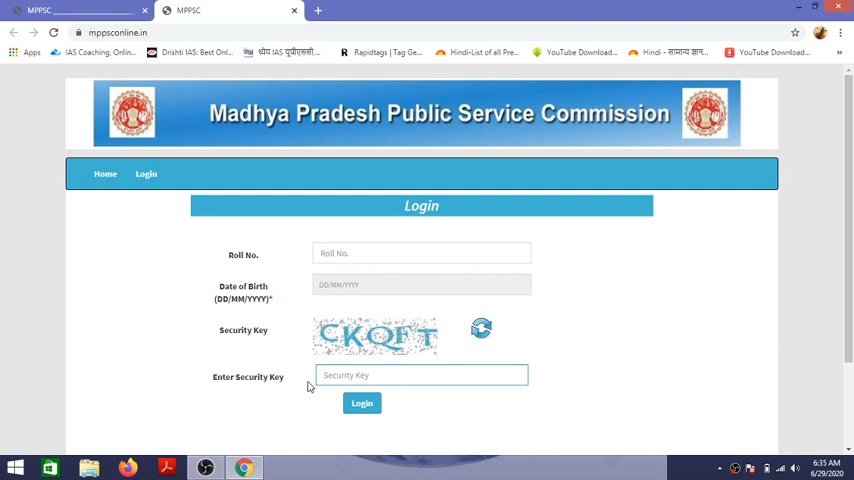 MPPSC
MPPSC
mppsconline.in
Apps
IAS Coaching, Onlin...
Drishti IAS: Best Onl...
ध्येय IAS यूपीएससी,...
Rapidtags | Tag Ge...
Hindi-List of all Pre...
YouTube Download...
Hindi - सामान्य ज्ञान...
YouTube Download...
Madhya Pradesh Public Service Commission
Home Login
Login
Roll No.
Roll No.
Date of Birth
(DD/MM/YYYY)*
DD/MM/YYYY
Security Key
CKQFT
Enter Security Key
Security Key
Login
6:35 AM
6/29/2020